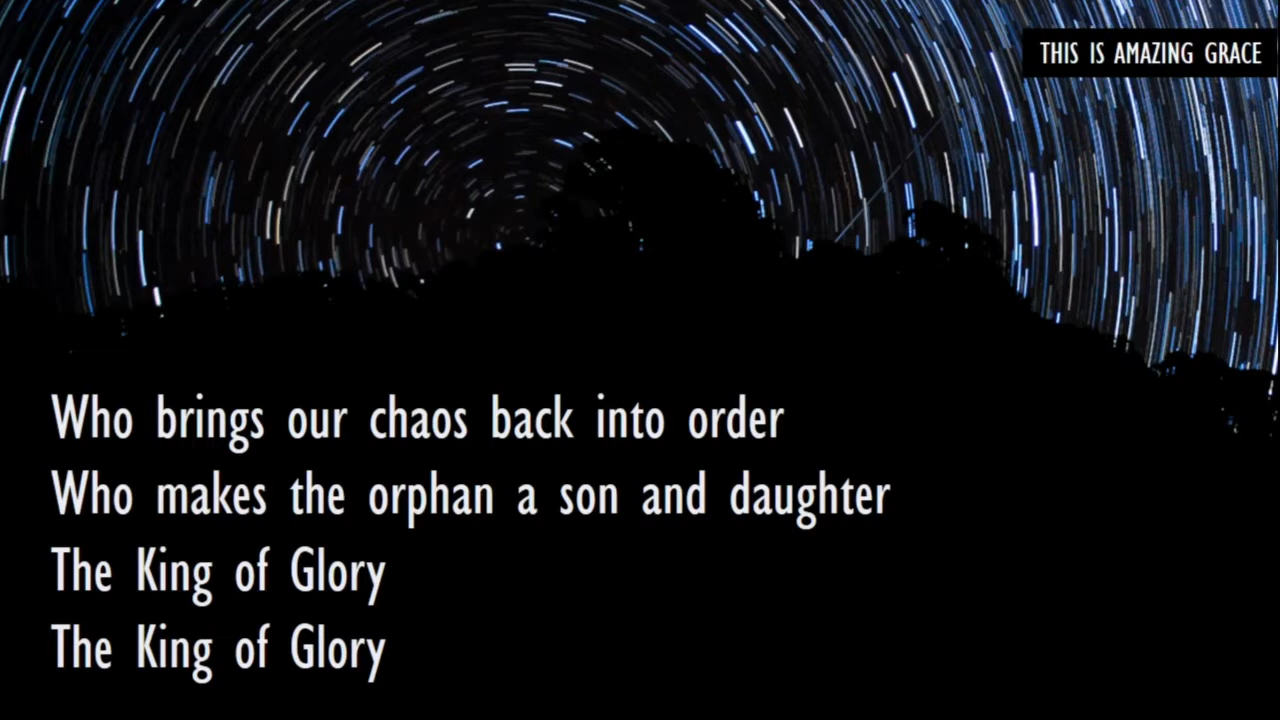 THIS IS AMAZING GRACE
Who brings our chaos back into order
Who makes the orphan a son and daughter
The King of Glory
The King of Glory